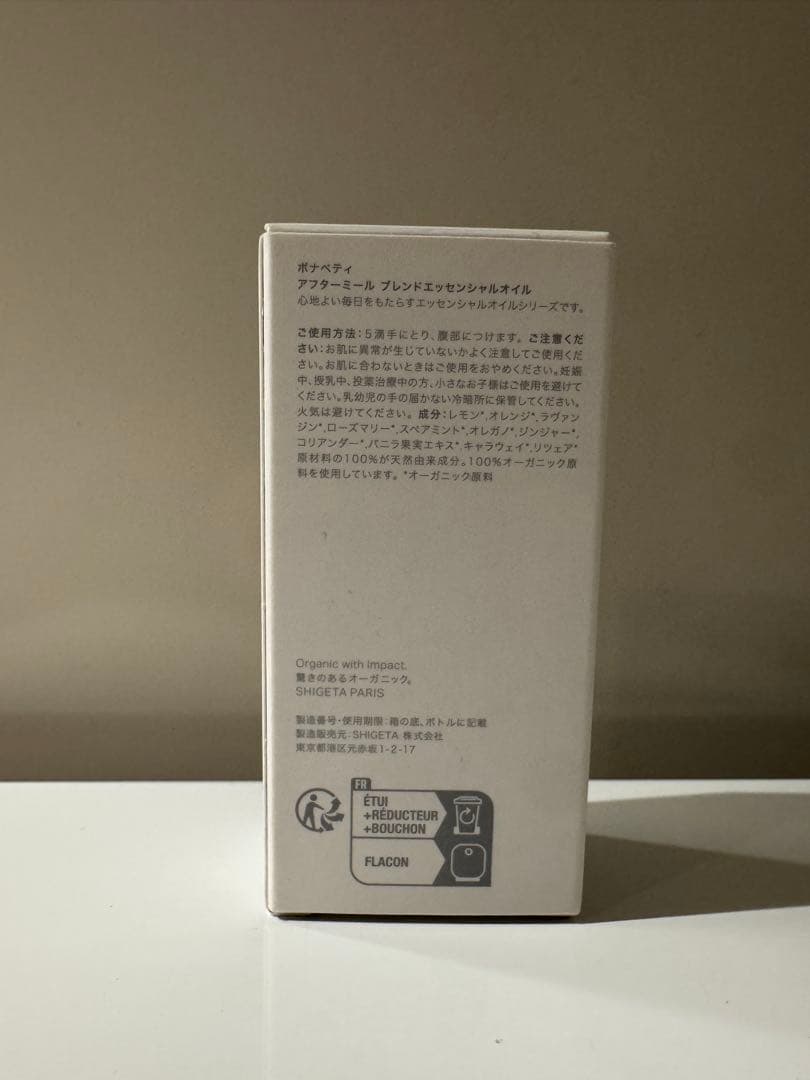 ボナペティ
アフターミール ブレンドエッセンシャルオイル
心地よい毎日をもたらすエッセンシャルオイルシリーズです。
ご使用方法：5滴手にとり、腹部につけます。ご注意くだ
さい：お肌に異常が生じていないかよく注意してご使用くだ
さい。お肌に合わないときはご使用をおやめください。妊娠
中、授乳中、投薬治療中の方、小さなお子様はご使用を避けて
ください。乳幼児の手の届かない冷暗所に保管してください。
火気は避けてください。成分：レモン*,オレンジ*,ラヴァン
ジン*,ローズマリー*,スペアミント*,オレガノ*,ジンジャー*,
コリアンダー*,バニラ果実エキス*,キャラウェイ*,リツェア*
原材料の100%が天然由来成分。100%オーガニック原
料を使用しています。*オーガニック原料
Organic with Impact.
驚きのあるオーガニック。
SHIGETA PARIS
製造番号・使用期限：箱の底、ボトルに記載
製造販売元：SHIGETA 株式会社
東京都港区元赤坂1-2-17
FR
ÉTUI
+RÉDUCTEUR
+BOUCHON
FLACON